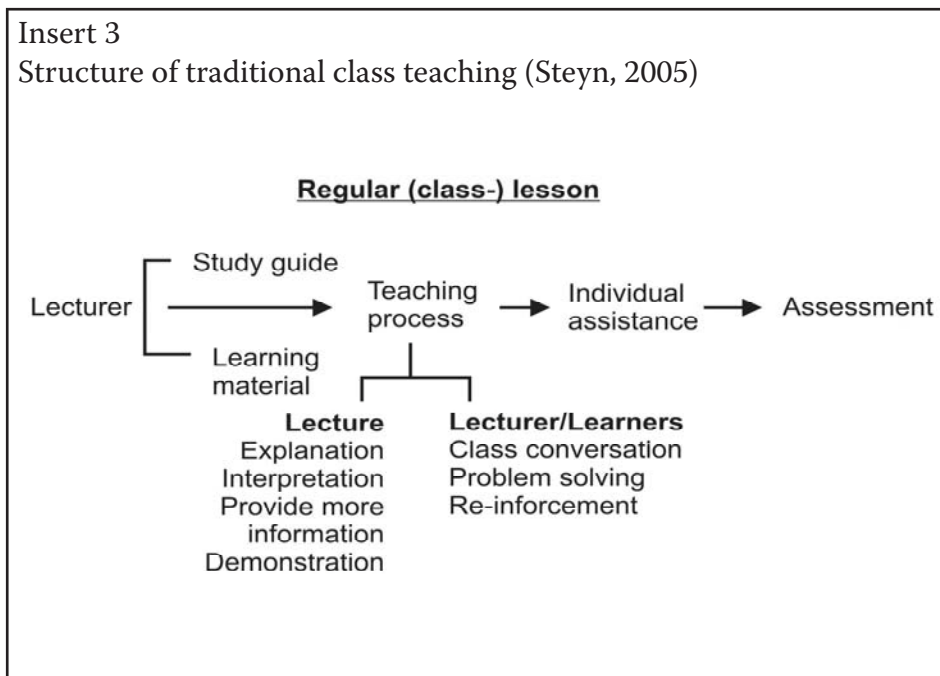 Insert 3
Structure of traditional class teaching (Steyn, 2005)
Regular (class-) lesson
Lecturer
Study guide
Learning
material
Teaching
process
Individual
assistance
Assessment
Lecture
Explanation
Interpretation
Provide more
information
Demonstration
Lecturer/Learners
Class conversation
Problem solving
Re-inforcement